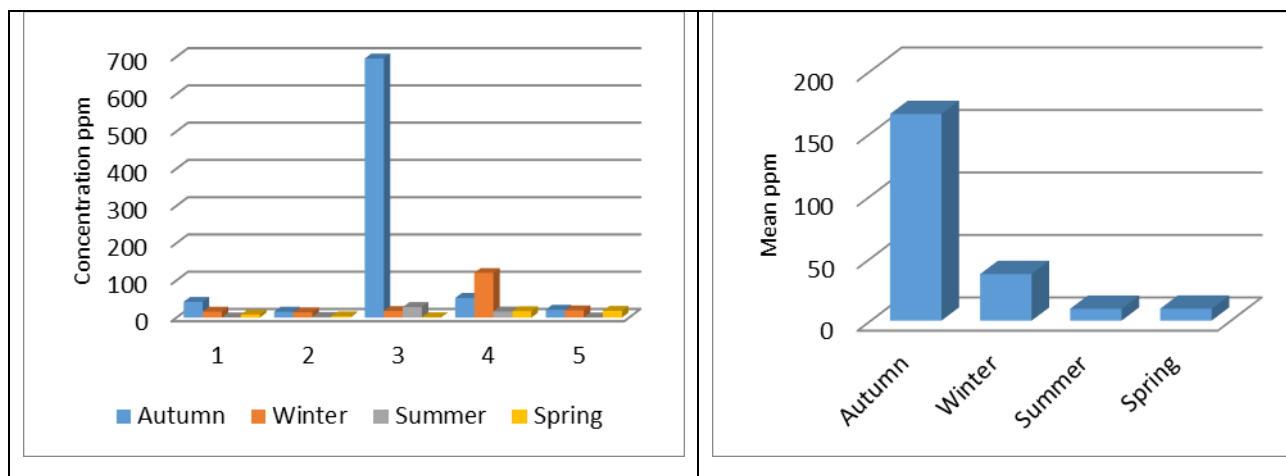 Concentration ppm
700
600
500
400
300
200
100
0
1 2 3 4 5
Autumn Winter Summer Spring
Mean ppm
200
150
100
50
0
Autumn
Winter
Summer
Spring